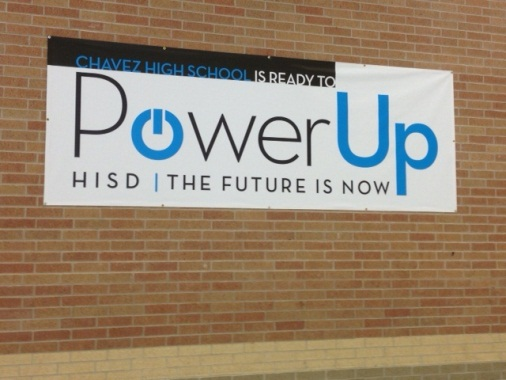 CHAVEZ HIGH SCHOOL IS READY TO
PowerUp
HISD | THE FUTURE IS NOW